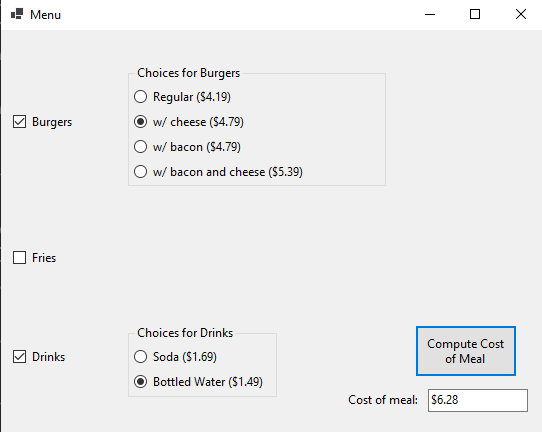 Menu
Choices for Burgers
Regular ($4.19)
Burgers
w/ cheese ($4.79)
w/ bacon ($4.79)
w/ bacon and cheese ($5.39)
Fries
Choices for Drinks
Drinks
Soda ($1.69)
Bottled Water ($1.49)
Compute Cost
of Meal
Cost of meal:
$6.28